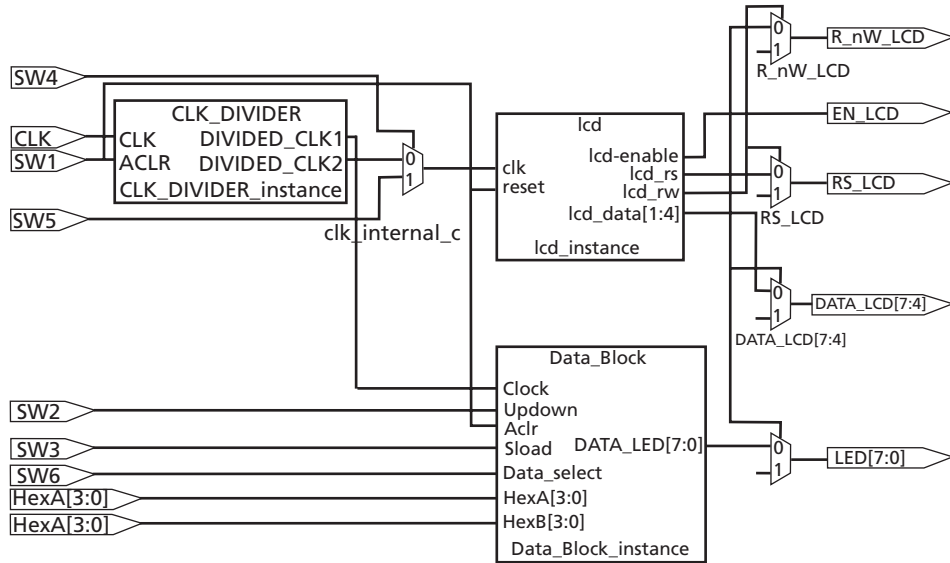 SW4
CLK
SW1
SW5
CLK_DIVIDER
CLK
DIVIDED_CLK1
ACLR
DIVIDED_CLK2
CLK_DIVIDER_instance
0
1
clk_internal_c
lcd
clk
reset
lcd-enable
lcd_rs
lcd_rw
lcd_data[1:4]
lcd_instance
0
1
R_nW_LCD
R_nW_LCD
EN_LCD
0
1
RS_LCD
RS_LCD
0
1
DATA_LCD[7:4]
DATA_LCD[7:4]
SW2
SW3
SW6
HexA[3:0]
HexA[3:0]
Data_Block
Clock
Updown
Aclr
Sload
DATA_LED[7:0]
Data_select
HexA[3:0]
HexB[3:0]
Data_Block_instance
0
1
LED[7:0]